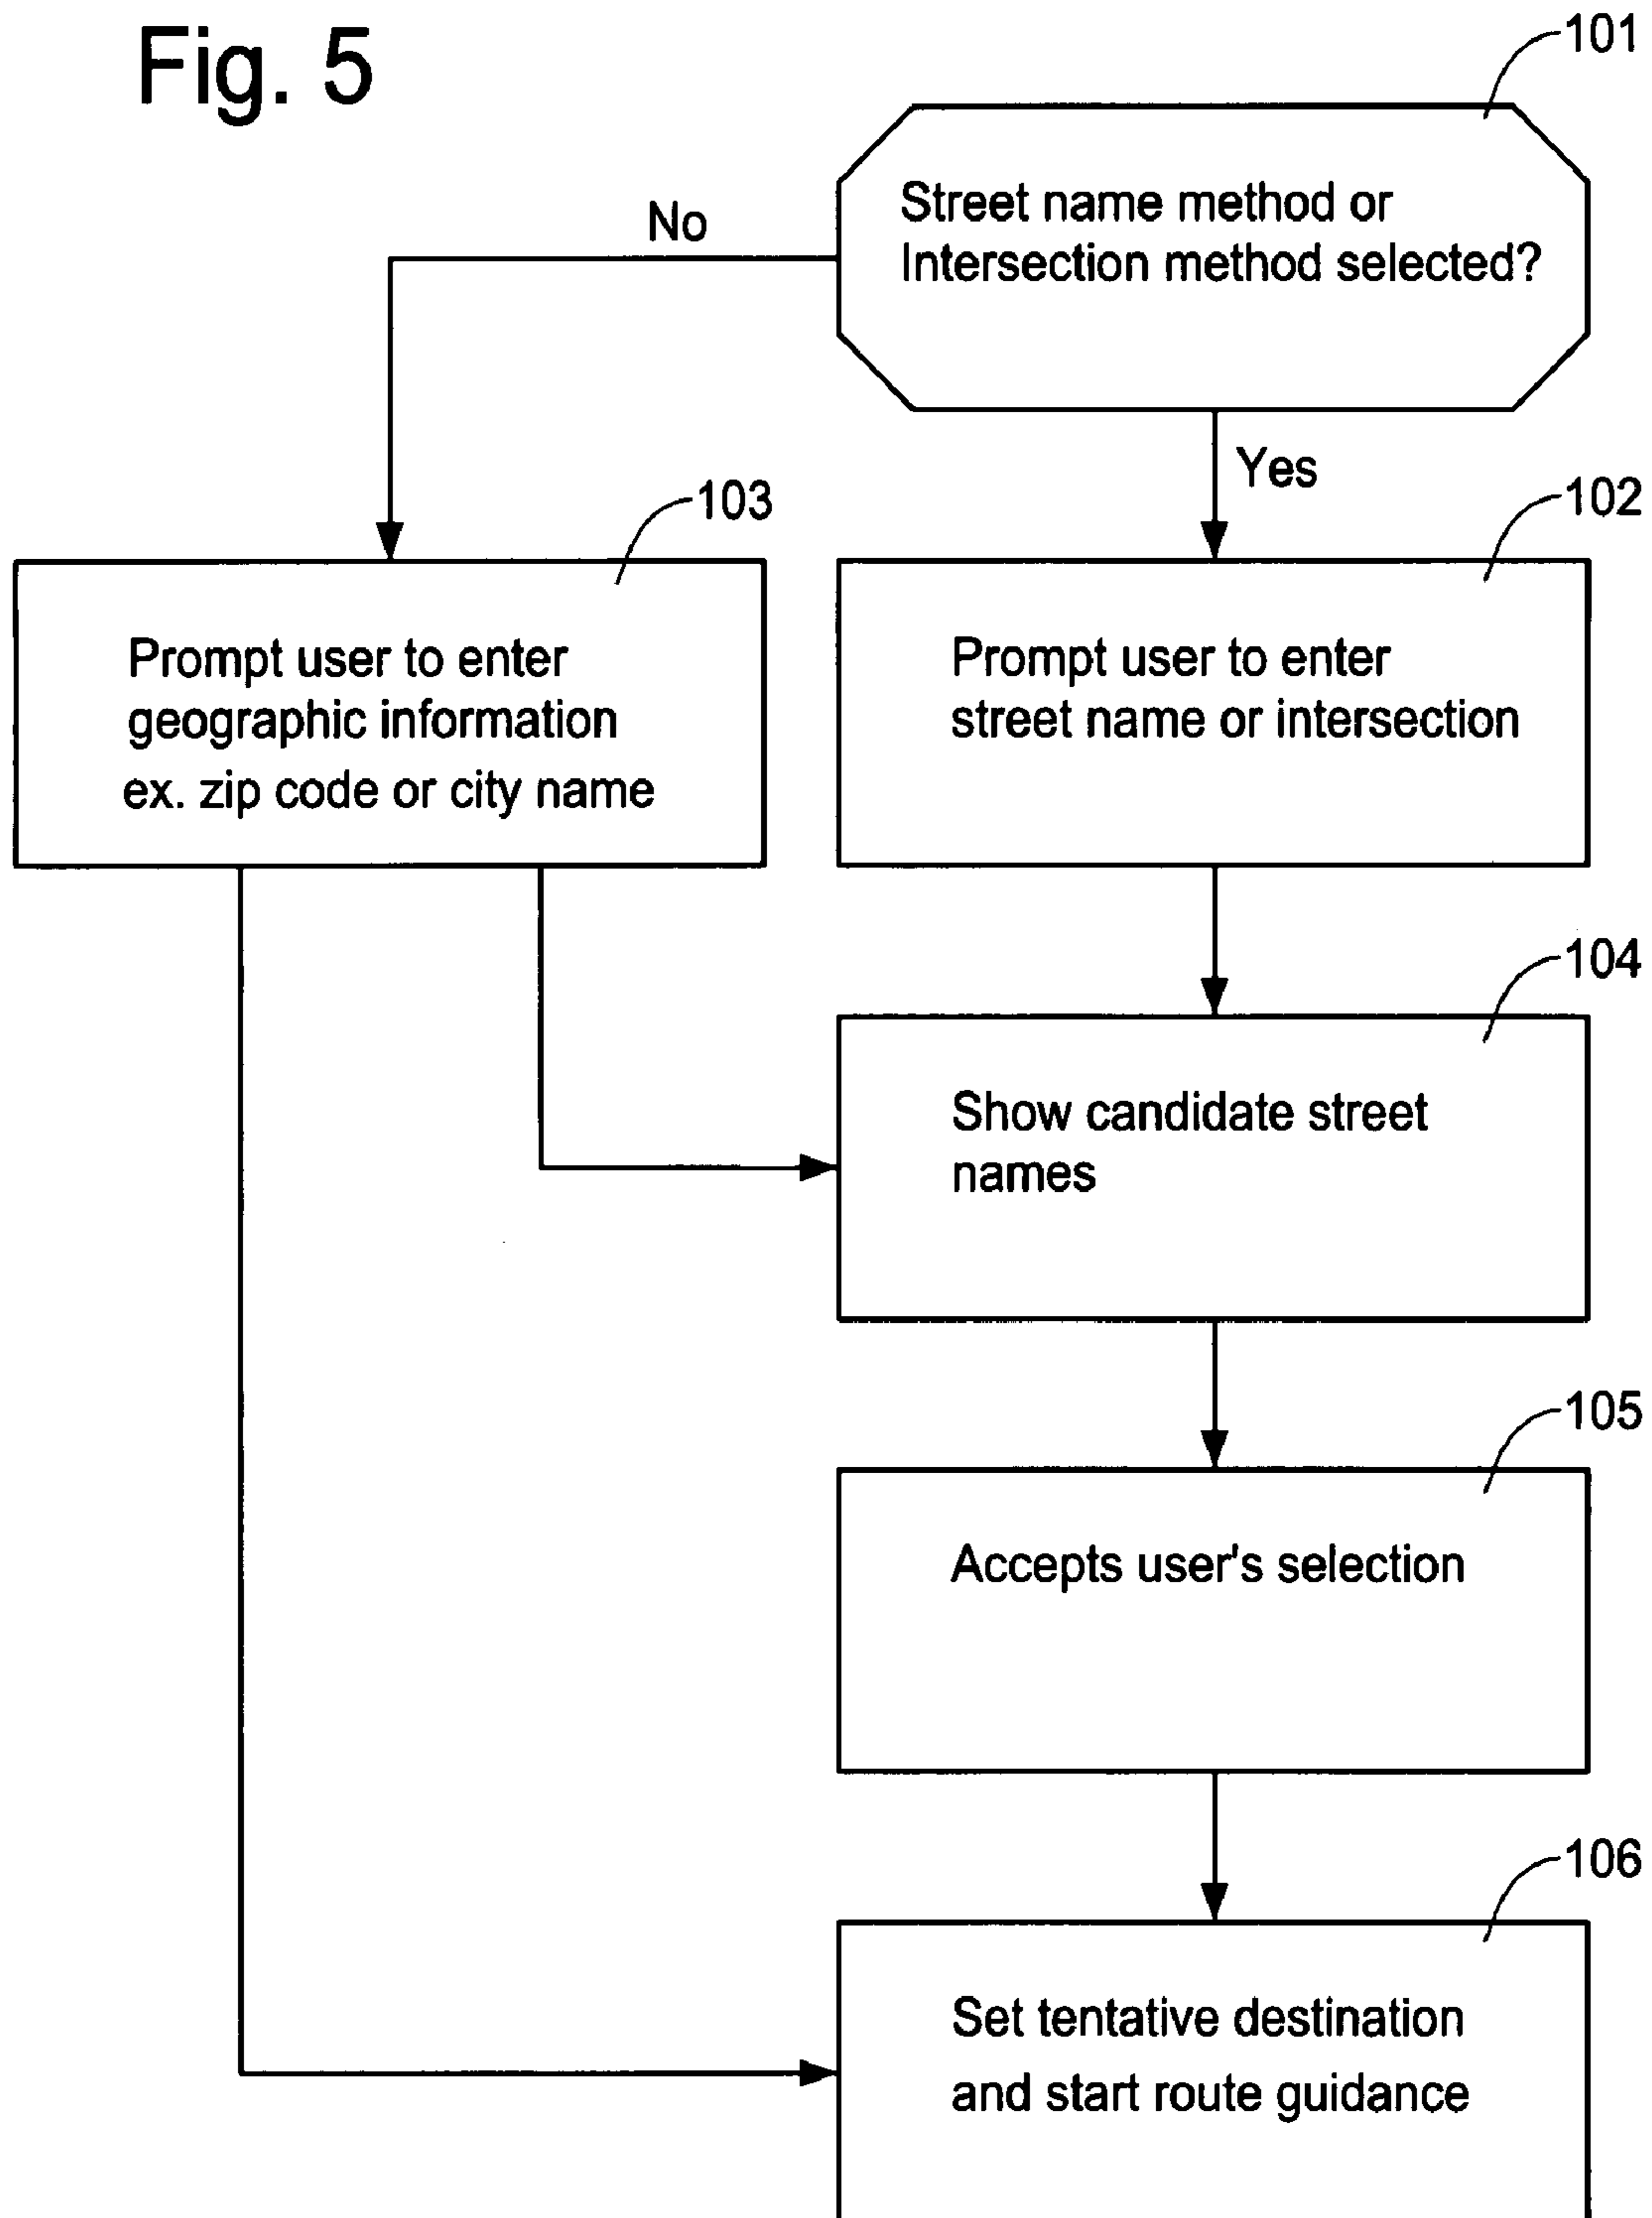 Fig. 5
101
Street name method or
Intersection method selected?
No
Yes
103
102
Prompt user to enter
geographic information
ex. zip code or city name
Prompt user to enter
street name or intersection
104
Show candidate street
names
105
Accepts user's selection
106
Set tentative destination
and start route guidance